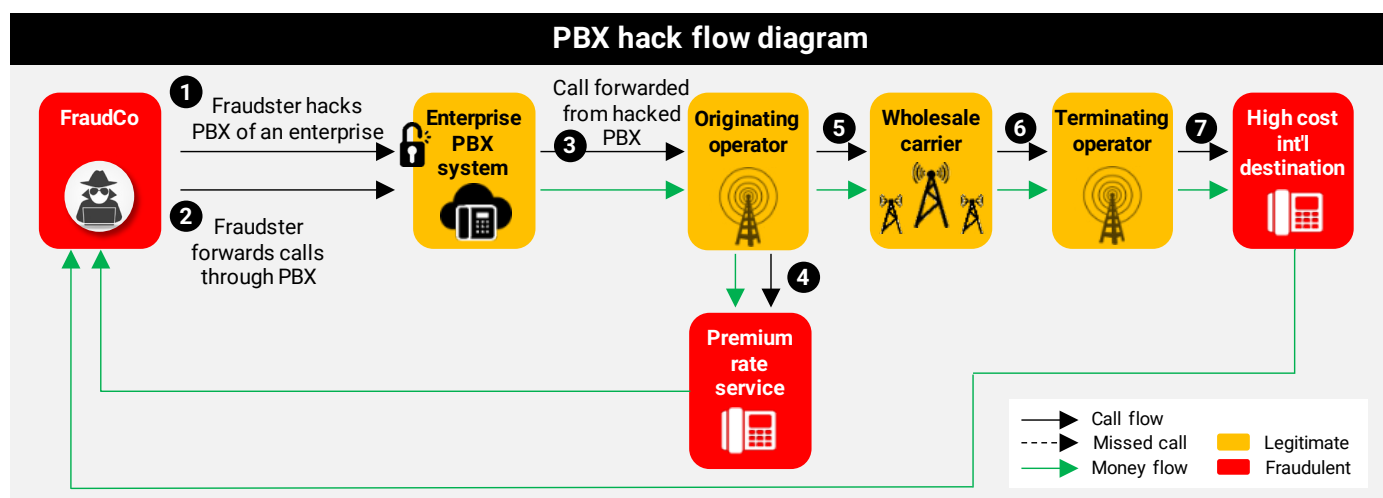 PBX hack flow diagram
1
Fraudster hacks
PBX of an enterprise
2
Fraudster
forwards calls
through PBX
FraudCo
Enterprise
PBX
system
Call forwarded
from hacked
PBX
3
Originating
operator
4
Premium
rate
service
5
Wholesale
carrier
6
Terminating
operator
7
High cost
int'l
destination
Call flow
Missed call
Money flow
Legitimate
Fraudulent